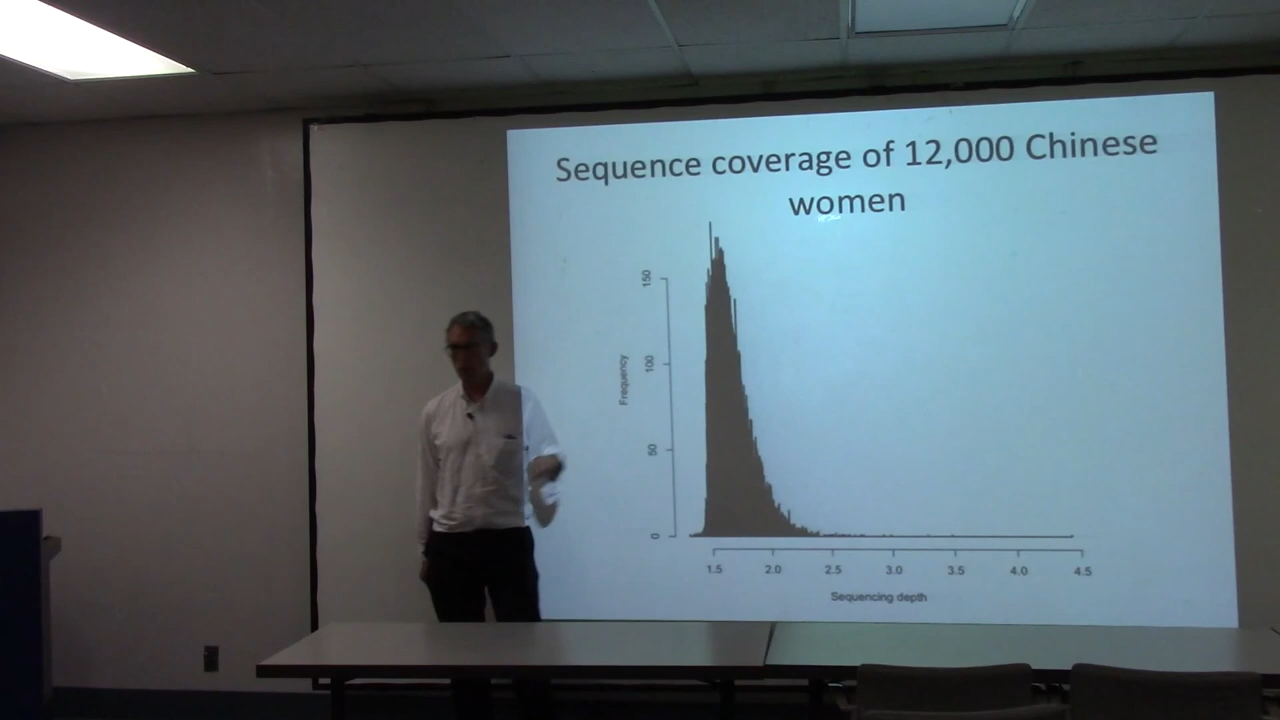 Sequence coverage of 12,000 Chinese
women
150
100
50
0
Frequency
1.5 2.0 2.5 3.0 3.5 4.0 4.5
Sequencing depth